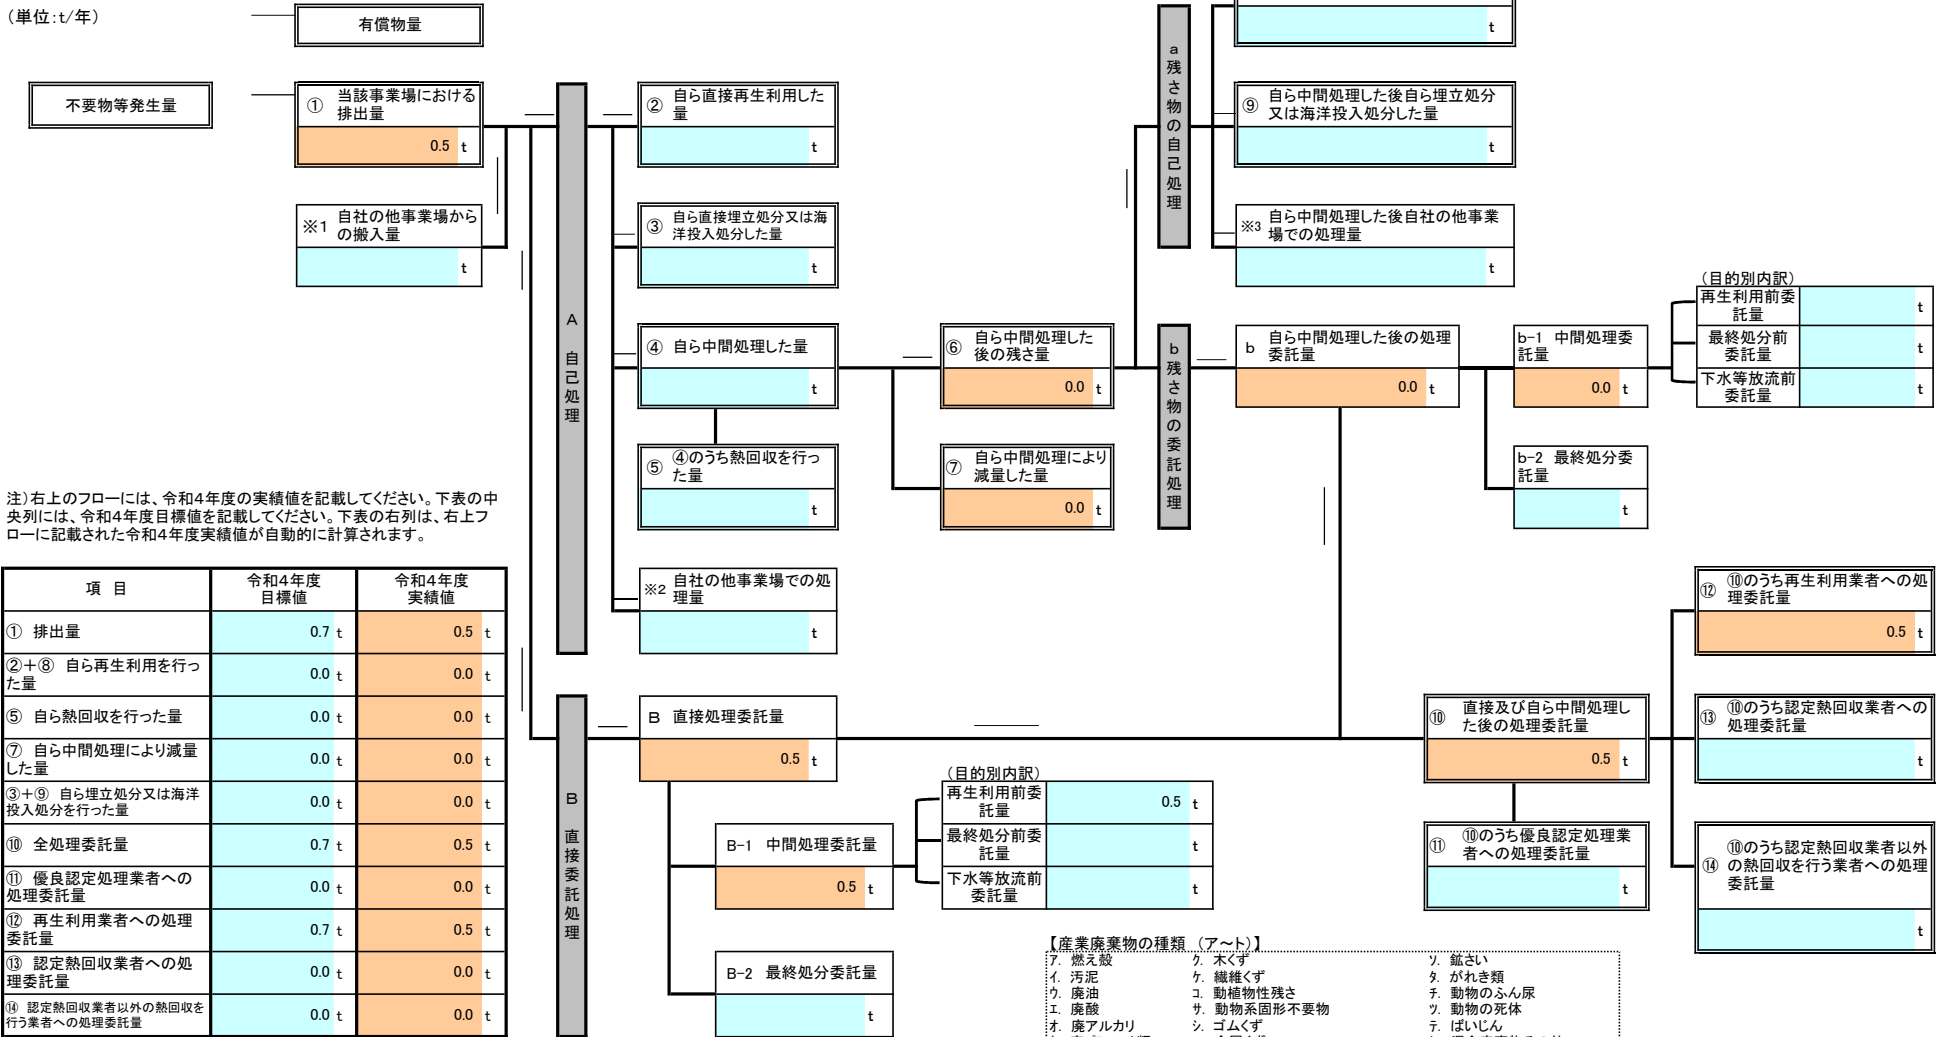 (単位:t/年)
有償物量
不要物等発生量
① 当該事業場における
排出量
0.5 t
※1 自社の他事業場から
の搬入量
t
A 自己処理
② 自ら直接再生利用した
量
t
③ 自ら直接埋立処分又は海
洋投入処分した量
t
④ 自ら中間処理した量
t
⑤ ④のうち熱回収を行っ
た量
t
※2 自社の他事業場での処
理量
t
⑥ 自ら中間処理した
後の残さ量
0.0 t
⑦ 自ら中間処理により
減量した量
0.0 t
a 残さ物の自己処理
t
⑨ 自ら中間処理した後自ら埋立処分
又は海洋投入処分した量
t
※3 自ら中間処理した後自社の他事業
場での処理量
t
b 残さ物の委託処理
b 自ら中間処理した後の処理
委託量
0.0 t
b-1 中間処理委
託量
0.0 t
b-2 最終処分委
託量
t
(目的別内訳)
再生利用前委
託量
t
最終処分前
委託量
t
下水等放流前
委託量
t
注)右上のフローには、令和4年度の実績値を記載してください。下表の中
央列には、令和4年度目標値を記載してください。下表の右列は、右上フ
ローに記載された令和4年度実績値が自動的に計算されます。
項 目 令和4年度 令和4年度
目標値 実績値
① 排出量 0.7 t 0.5 t
②+⑧ 自ら再生利用を行っ
た量 0.0 t 0.0 t
⑤ 自ら熱回収を行った量 0.0 t 0.0 t
⑦ 自ら中間処理により減量
した量 0.0 t 0.0 t
③+⑨ 自ら埋立処分又は海洋
投入処分を行った量 0.0 t 0.0 t
⑩ 全処理委託量 0.7 t 0.5 t
⑪ 優良認定処理業者への
処理委託量 0.0 t 0.0 t
⑫ 再生利用業者への処理
委託量 0.7 t 0.5 t
⑬ 認定熱回収業者への処
理委託量 0.0 t 0.0 t
⑭ 認定熱回収業者以外の熱回収を
行う業者への処理委託量 0.0 t 0.0 t
B 直接委託処理
B 直接処理委託量
0.5 t
B-1 中間処理委託量
0.5 t
B-2 最終処分委託量
t
(目的別内訳)
再生利用前委
託量
0.5 t
最終処分前委
託量
t
下水等放流前
委託量
t
⑩ 直接及び自ら中間処理し
た後の処理委託量
0.5 t
⑪ ⑩のうち優良認定処理業
者への処理委託量
t
⑫ ⑩のうち再生利用業者への処
理委託量
0.5 t
⑬ ⑩のうち認定熱回収業者への
処理委託量
t
⑭ ⑩のうち認定熱回収業者以外
の熱回収を行う業者への処理
委託量
t
【産業廃棄物の種類 (ア~ト)】
ア. 燃え殻 ク. 木くず ソ. 鉱さい
イ. 汚泥 ケ. 繊維くず タ. がれき類
ウ. 廃油 コ. 動植物性残さ チ. 動物のふん尿
エ. 廃酸 サ. 動物系固形不要物 ツ. 動物の死体
オ. 廃アルカリ シ. ゴムくず テ. ばいじん